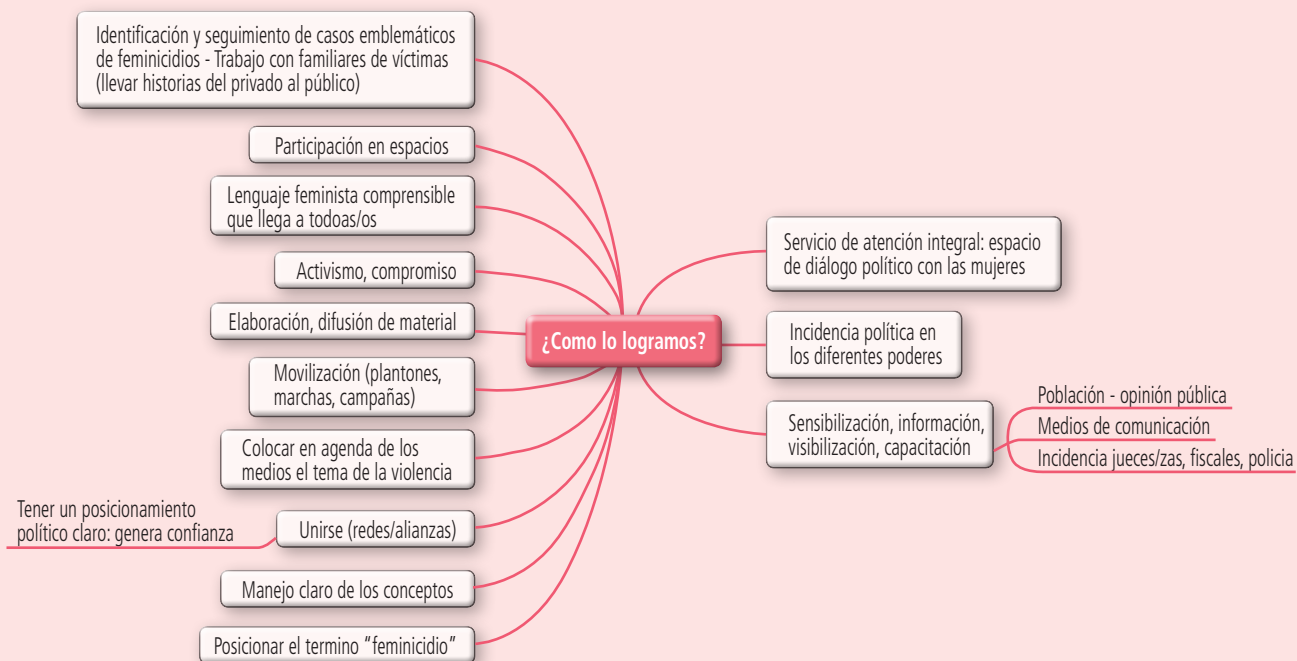 Identificación y seguimiento de casos emblemáticos
de feminicidios - Trabajo con familiares de víctimas
(llevar historias del privado al público)
Participación en espacios
Lenguaje feminista comprensible
que llega a todoas/os
Activismo, compromiso
Elaboración, difusión de material
Movilización (plantones,
marchas, campañas)
Colocar en agenda de los
medios el tema de la violencia
Tener un posicionamiento
político claro: genera confianza
Unirse (redes/alianzas)
Manejo claro de los conceptos
Posicionar el termino “feminicidio”
¿Como lo logramos?
Servicio de atención integral: espacio
de diálogo político con las mujeres
Incidencia política en
los diferentes poderes
Sensibilización, información,
visibilización, capacitación
Población - opinión pública
Medios de comunicación
Incidencia jueces/zas, fiscales, policia